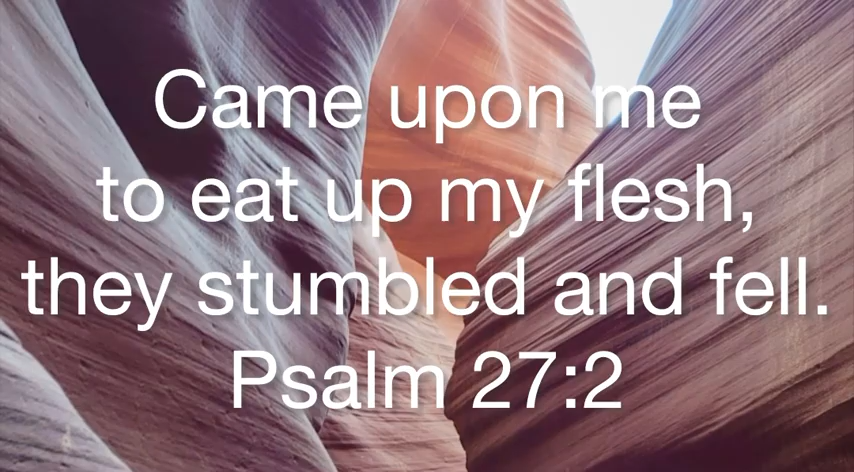 Came upon me
to eat up my flesh,
they stumbled and fell.
Psalm 27:2